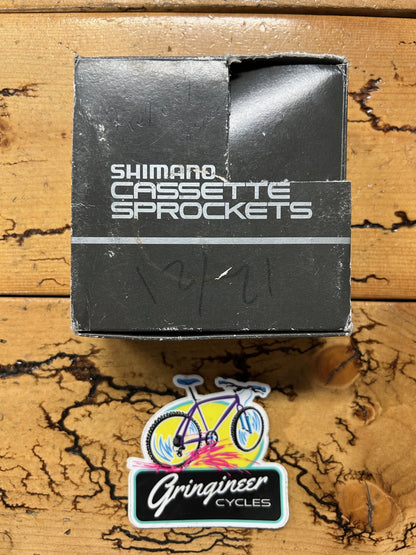 SHIMANO
CASSETTE
SPROCKETS
12/21
Gringineer
CYCLES